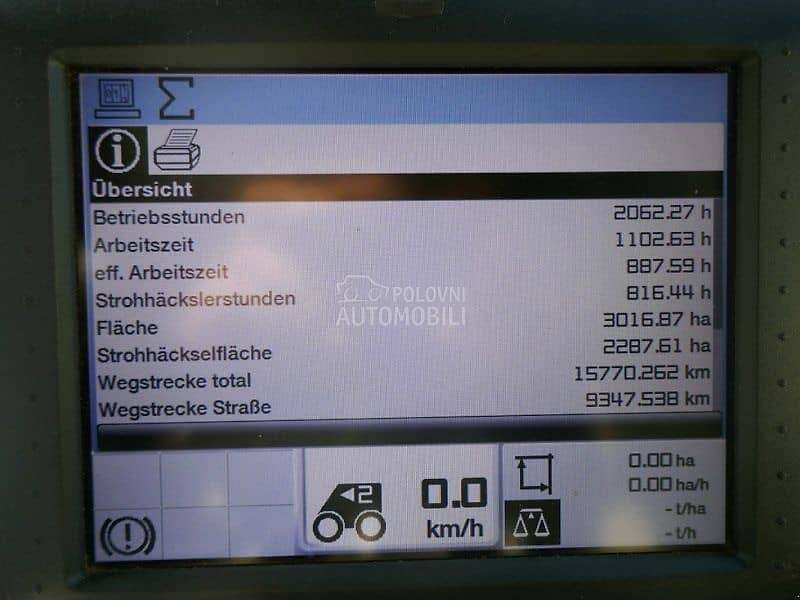 Übersicht
Betriebsstunden 2062.27 h
Arbeitszeit 1102.63 h
eff. Arbeitszeit 887.59 h
Strohhäckslerstunden 816.44 h
Fläche 3016.87 ha
Strohhäckselfläche 2287.61 ha
Wegstrecke total 15770.262 km
Wegstrecke Straße 9347.538 km
POLOVNI
AUTOMOBILI
2
0.0
km/h
0.00 ha
0.00 ha/h
- t/ha
- t/h